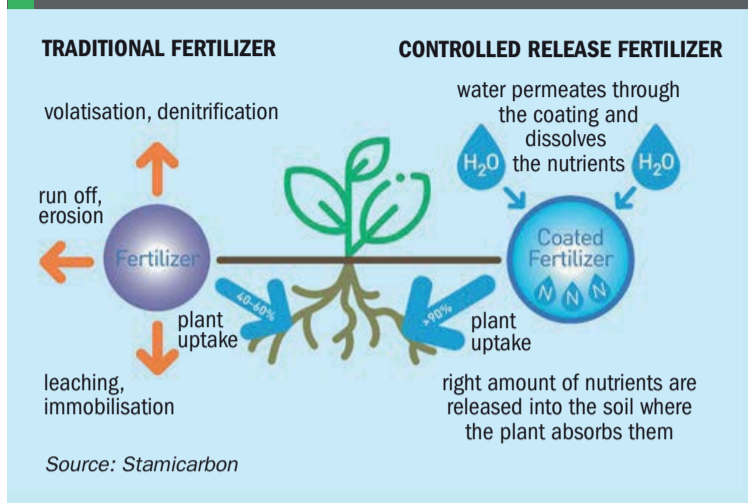 TRADITIONAL FERTILIZER
volatisation, denitrification
run off,
erosion
Fertilizer
40-60%
plant
uptake
leaching,
immobilisation
CONTROLLED RELEASE FERTILIZER
water permeates through
the coating and
dissolves
the nutrients
H₂O
H₂O
Coated
Fertilizer
N N N
>90%
plant
uptake
right amount of nutrients are
released into the soil where
the plant absorbs them
Source: Stamicarbon